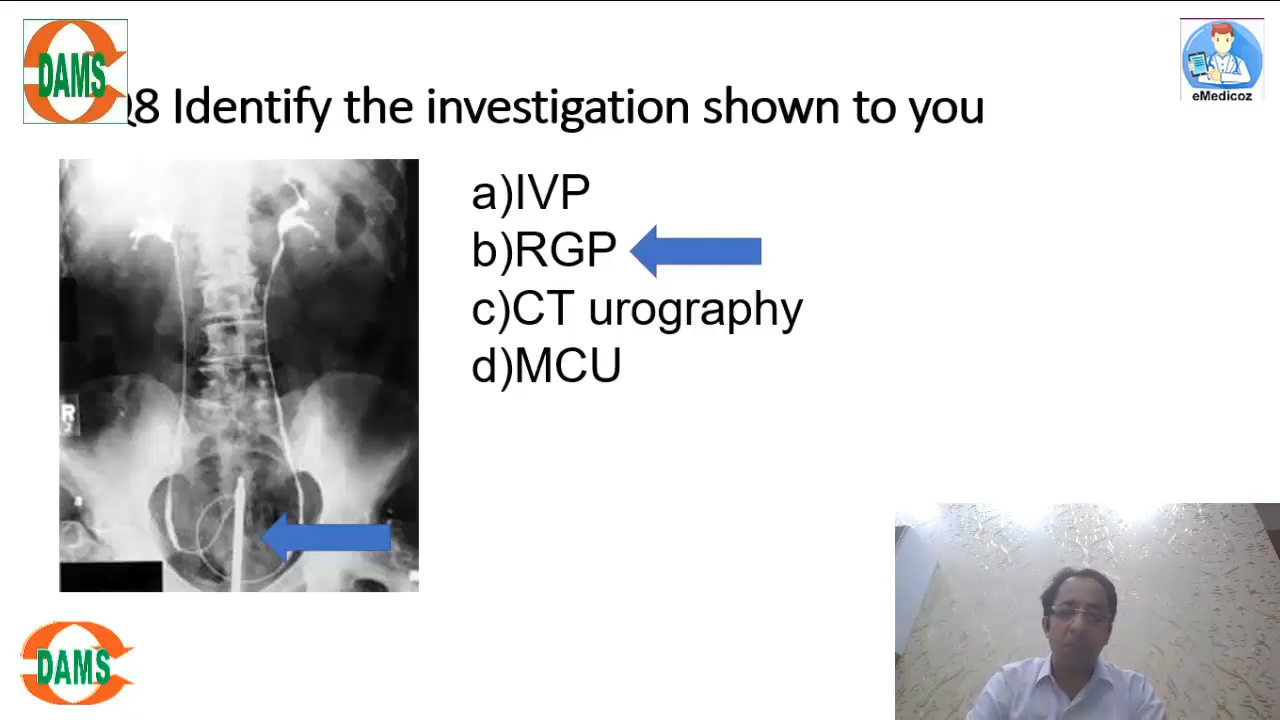 DAMS
eMedicoz
Q8 Identify the investigation shown to you
a)IVP
b)RGP
c)CT urography
d)MCU
R
DAMS